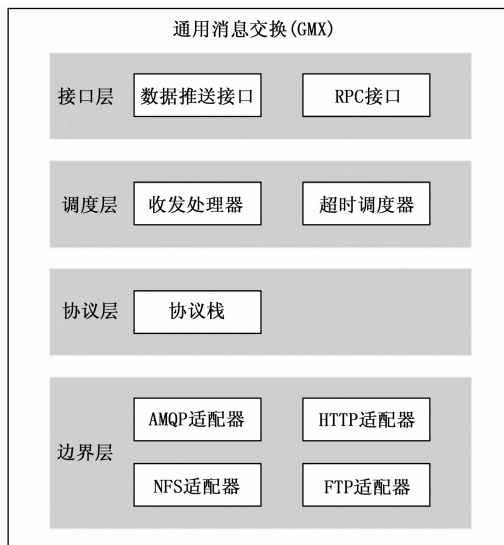 通用消息交换(GMX)
接口层 数据推送接口 RPC接口
调度层 收发处理器 超时调度器
协议层 协议栈
AMQP适配器 HTTP适配器
边界层
NFS适配器 FTP适配器